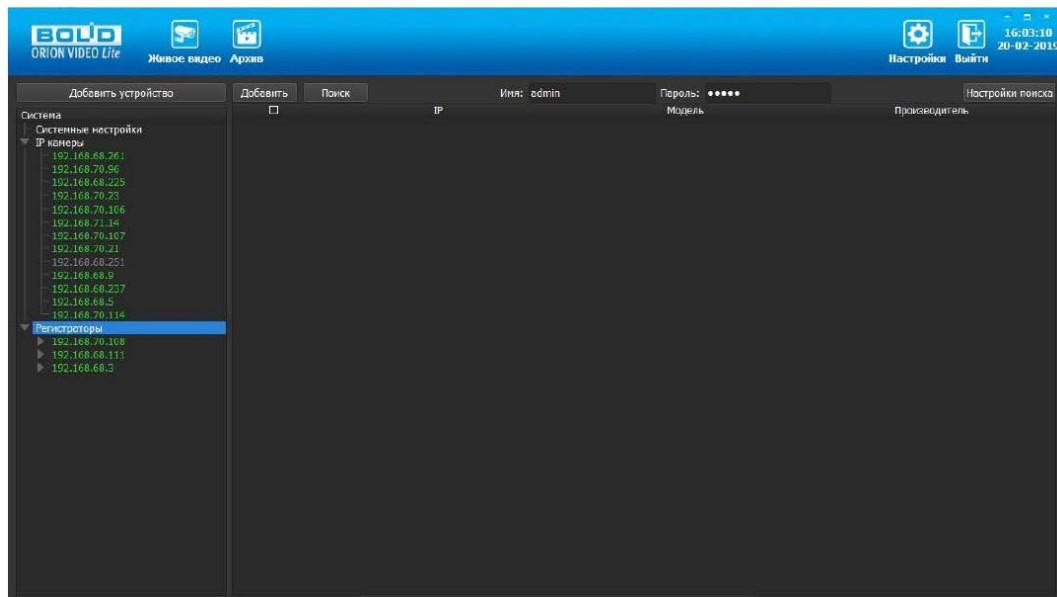 BOLID
ORION VIDEO Lite
Живое видео
Архив
Настройки
Выйти
16:03:10
20-02-2019
Добавить устройство
Добавить
Поиск
Имя: admin
Пароль: •••••
Настройки поиска
Система
IP
Модель
Производитель
Системные настройки
IP камеры
192.168.68.261
192.168.70.96
192.168.68.225
192.168.70.23
192.168.70.106
192.168.71.14
192.168.70.107
192.168.70.21
192.168.68.251
192.168.68.9
192.168.68.237
192.168.68.5
192.168.70.114
Регистраторы
192.168.70.108
192.168.68.111
192.168.68.3